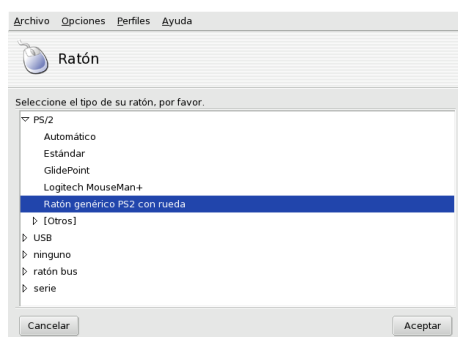 Archivo Opciones Perfiles Ayuda
Ratón
Seleccione el tipo de su ratón, por favor.
PS/2
Automático
Estándar
GlidePoint
Logitech MouseMan+
Ratón genérico PS2 con rueda
[Otros]
USB
ninguno
ratón bus
serie
Cancelar Aceptar